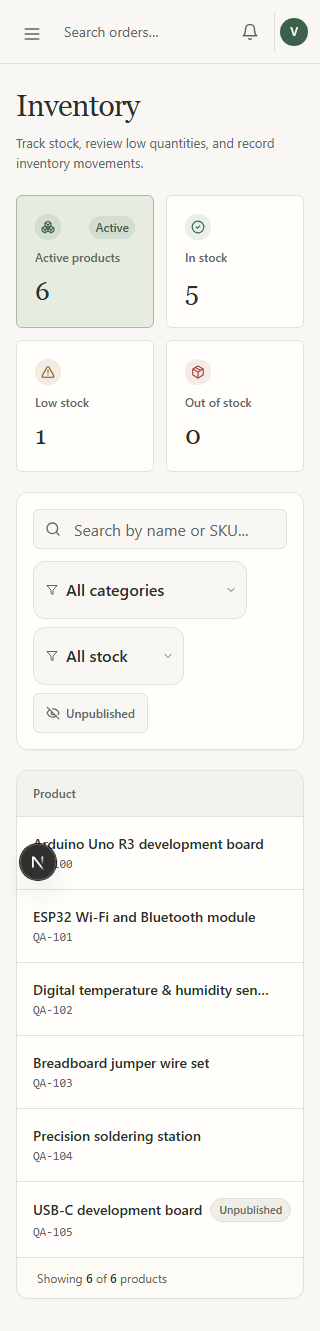 Search orders...
V
Inventory
Track stock, review low quantities, and record
inventory movements.
Active
Active products
6
In stock
5
Low stock
1
Out of stock
0
Search by name or SKU...
All categories
All stock
Unpublished
Product
Arduino Uno R3 development board
N
100
ESP32 Wi-Fi and Bluetooth module
QA-101
Digital temperature & humidity sen...
QA-102
Breadboard jumper wire set
QA-103
Precision soldering station
QA-104
USB-C development board Unpublished
QA-105
Showing 6 of 6 products